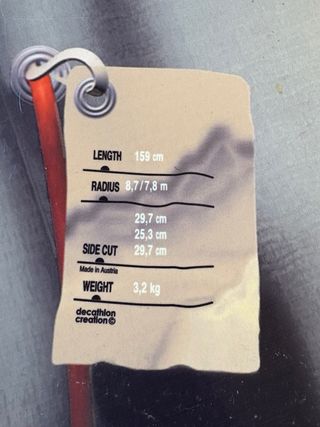 LENGTH 159 cm
RADIUS 8,7/7,8 m
29,7 cm
25,3 cm
SIDE CUT 29,7 cm
Made in Austria
WEIGHT 3,2 kg
decathlon
creation©